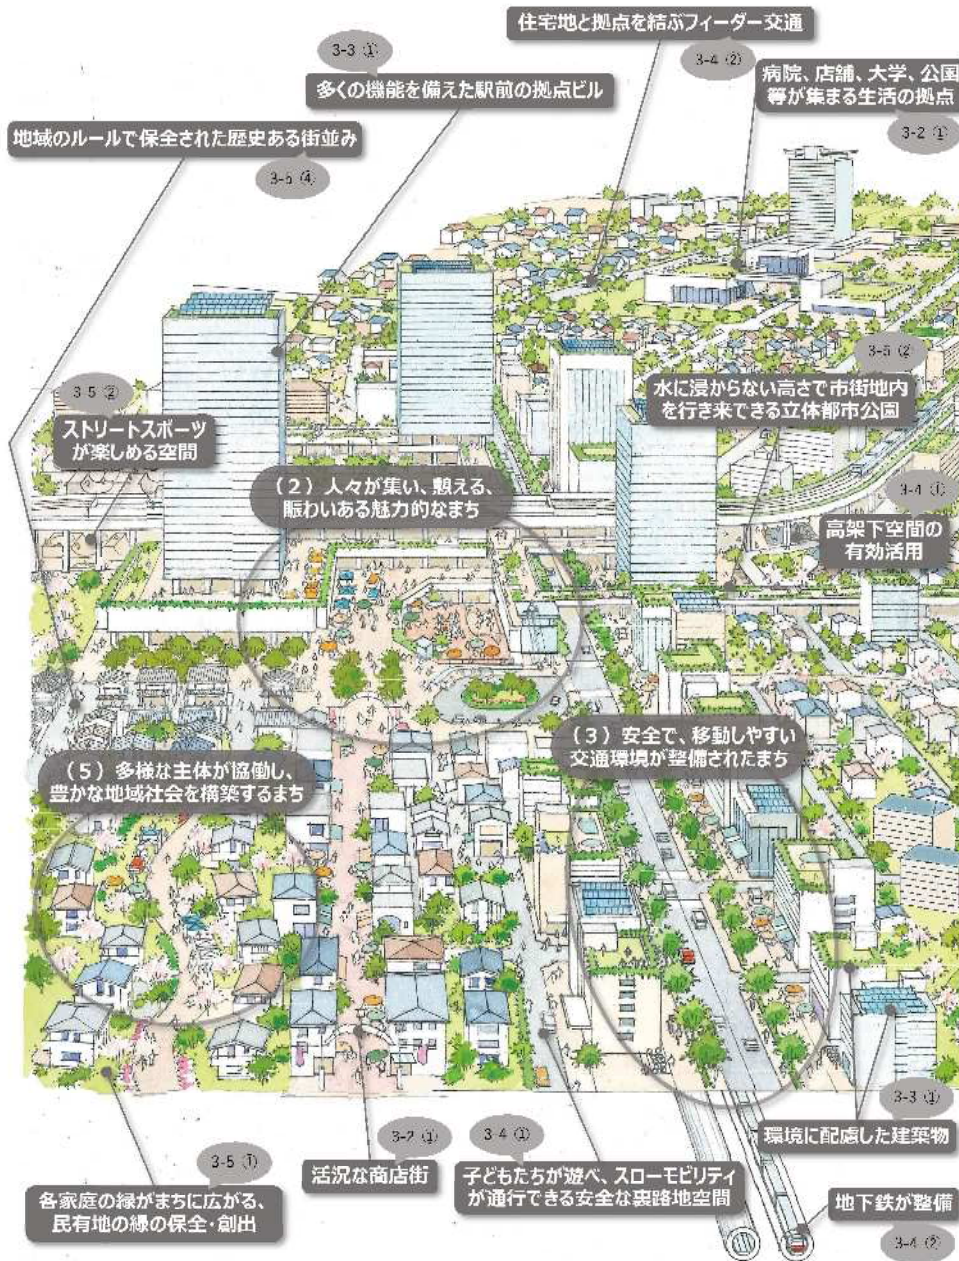 住宅地と拠点を結ぶフィーダー交通
3-4 ②
3-3 ①
多くの機能を備えた駅前の拠点ビル
病院、店舗、大学、公園
等が集まる生活の拠点
3-2 ①
地域のルールで保全された歴史ある街並み
3-5 ④
3-5 ②
水に浸からない高さで市街地内
を行き来できる立体都市公園
3-5 ②
ストリートスポーツ
が楽しめる空間
(2)人々が集い、憩える、
賑わいある魅力的なまち
3-4 ①
高架下空間の
有効活用
(3)安全で、移動しやすい
交通環境が整備されたまち
(5)多様な主体が協働し、
豊かな地域社会を構築するまち
3-3 ①
環境に配慮した建築物
3-5 ①
各家庭の緑がまちに広がる、
民有地の緑の保全・創出
3-2 ①
活況な商店街
3-4 ①
子どもたちが遊べ、スローモビリティ
が通行できる安全な裏路地空間
地下鉄が整備
3-4 ②